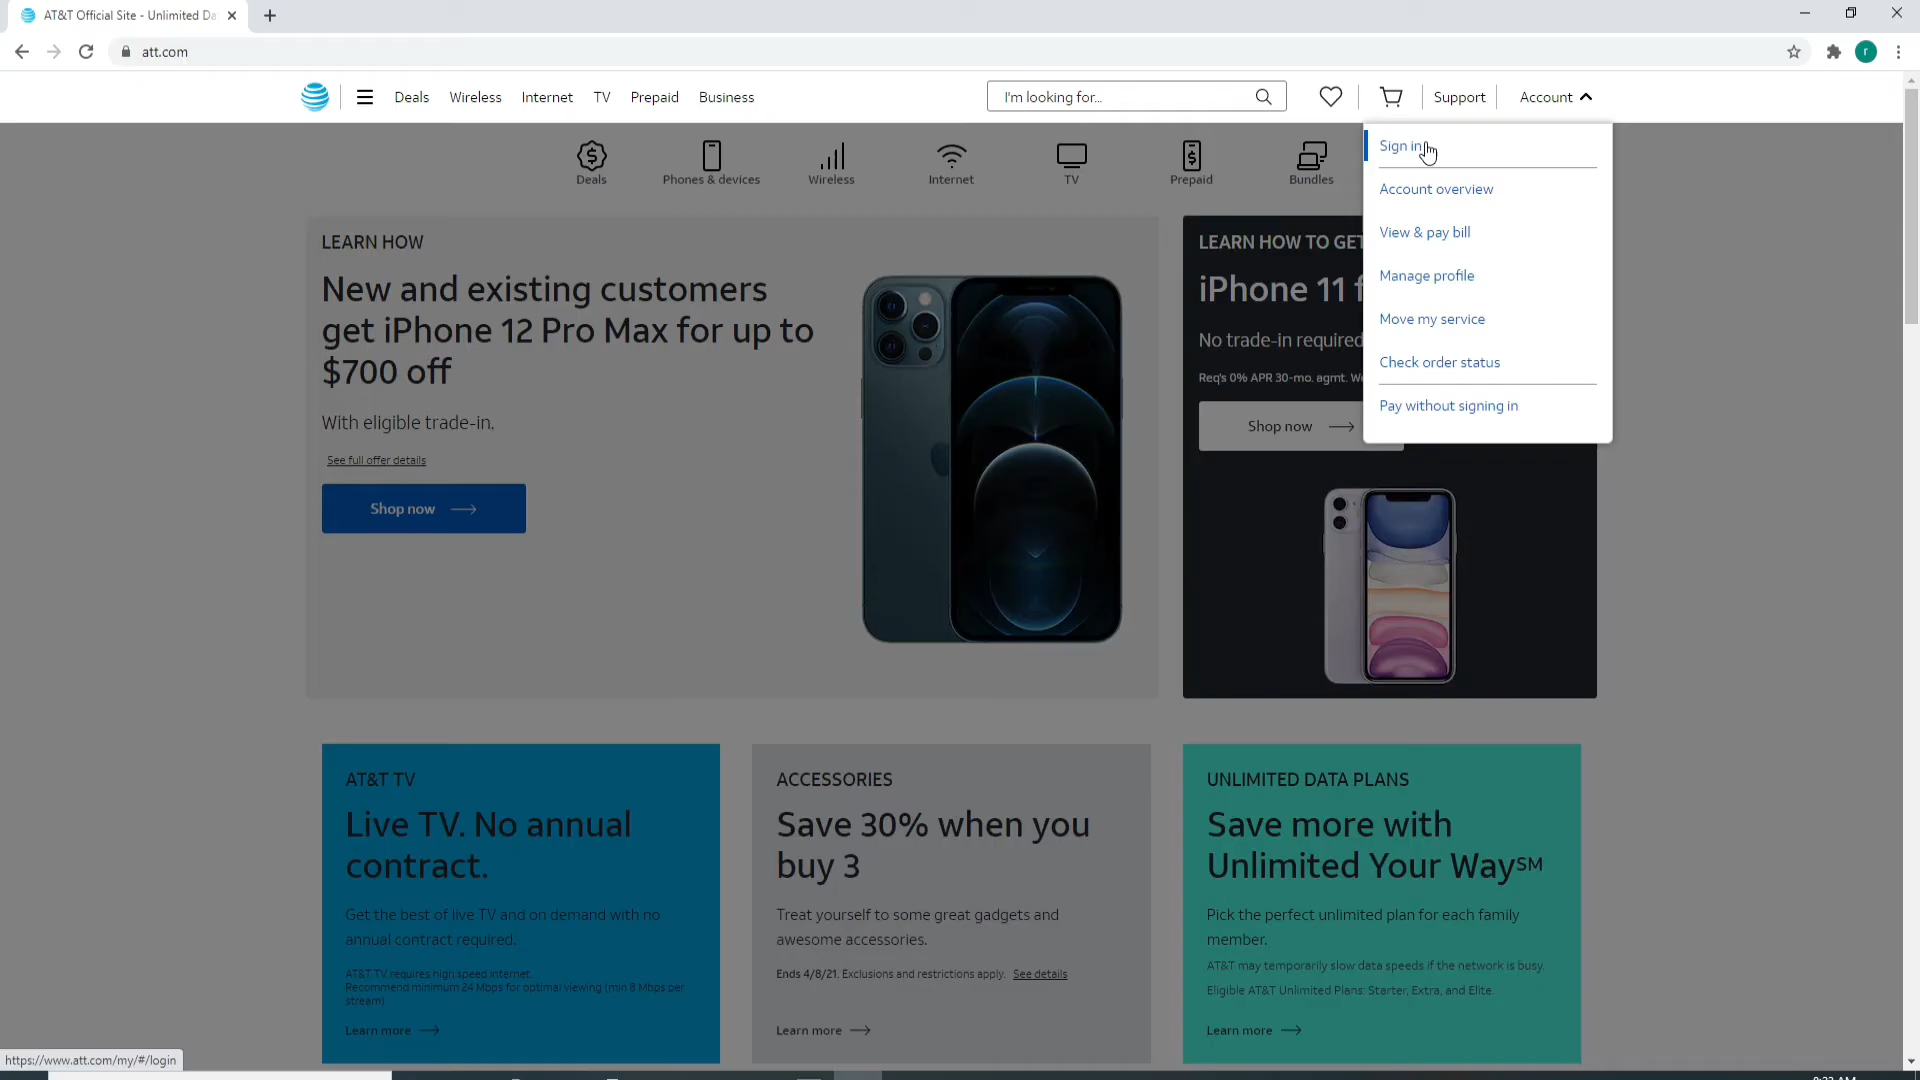 AT&T Official Site - Unlimited Da
att.com
r
Deals Wireless Internet TV Prepaid Business
I'm looking for...
Support
Account
Deals
Phones & devices
Wireless
Internet
TV
Prepaid
Bundles
Sign in
Account overview
View & pay bill
Manage profile
Move my service
Check order status
Pay without signing in
LEARN HOW
New and existing customers
get iPhone 12 Pro Max for up to
$700 off
With eligible trade-in.
See full offer details
Shop now
LEARN HOW TO GET
iPhone 11 f
No trade-in required
Req's 0% APR 30-mo. agmt. We
Shop now
AT&T TV
Live TV. No annual
contract.
Get the best of live TV and on demand with no
annual contract required.
AT&T TV requires high speed internet.
Recommend minimum 24 Mbps for optimal viewing (min 8 Mbps per
stream)
Learn more
ACCESSORIES
Save 30% when you
buy 3
Treat yourself to some great gadgets and
awesome accessories.
Ends 4/8/21. Exclusions and restrictions apply. See details
Learn more
UNLIMITED DATA PLANS
Save more with
Unlimited Your Way℠
Pick the perfect unlimited plan for each family
member.
AT&T may temporarily slow data speeds if the network is busy.
Eligible AT&T Unlimited Plans: Starter, Extra, and Elite.
Learn more
https://www.att.com/my/#/login